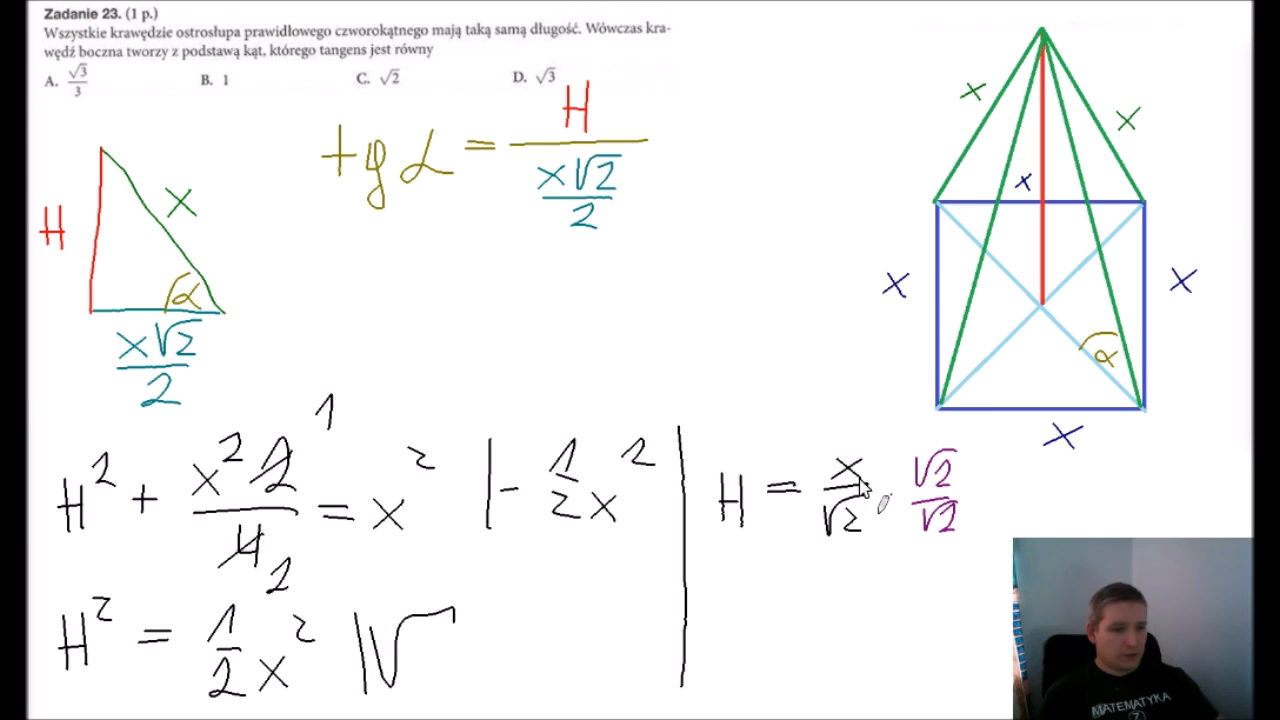 Zadanie 23. (1 p.)
Wszystkie krawędzie ostrosłupa prawidłowego czworokątnego mają taką samą długość. Wówczas kra-
wędź boczna tworzy z podstawą kąt, którego tangens jest równy
A. √3/3 B. 1 C. √2 D. √3
tg α = H / (x√2/2)
H
x
α
x√2/2
x
x
x
x
x
α
x
H² + x²2/4 = x² |- 1/2 x²
1
2
H² = 1/2 x² |√
H = x/√2 · √2/√2
MATEMATYKA